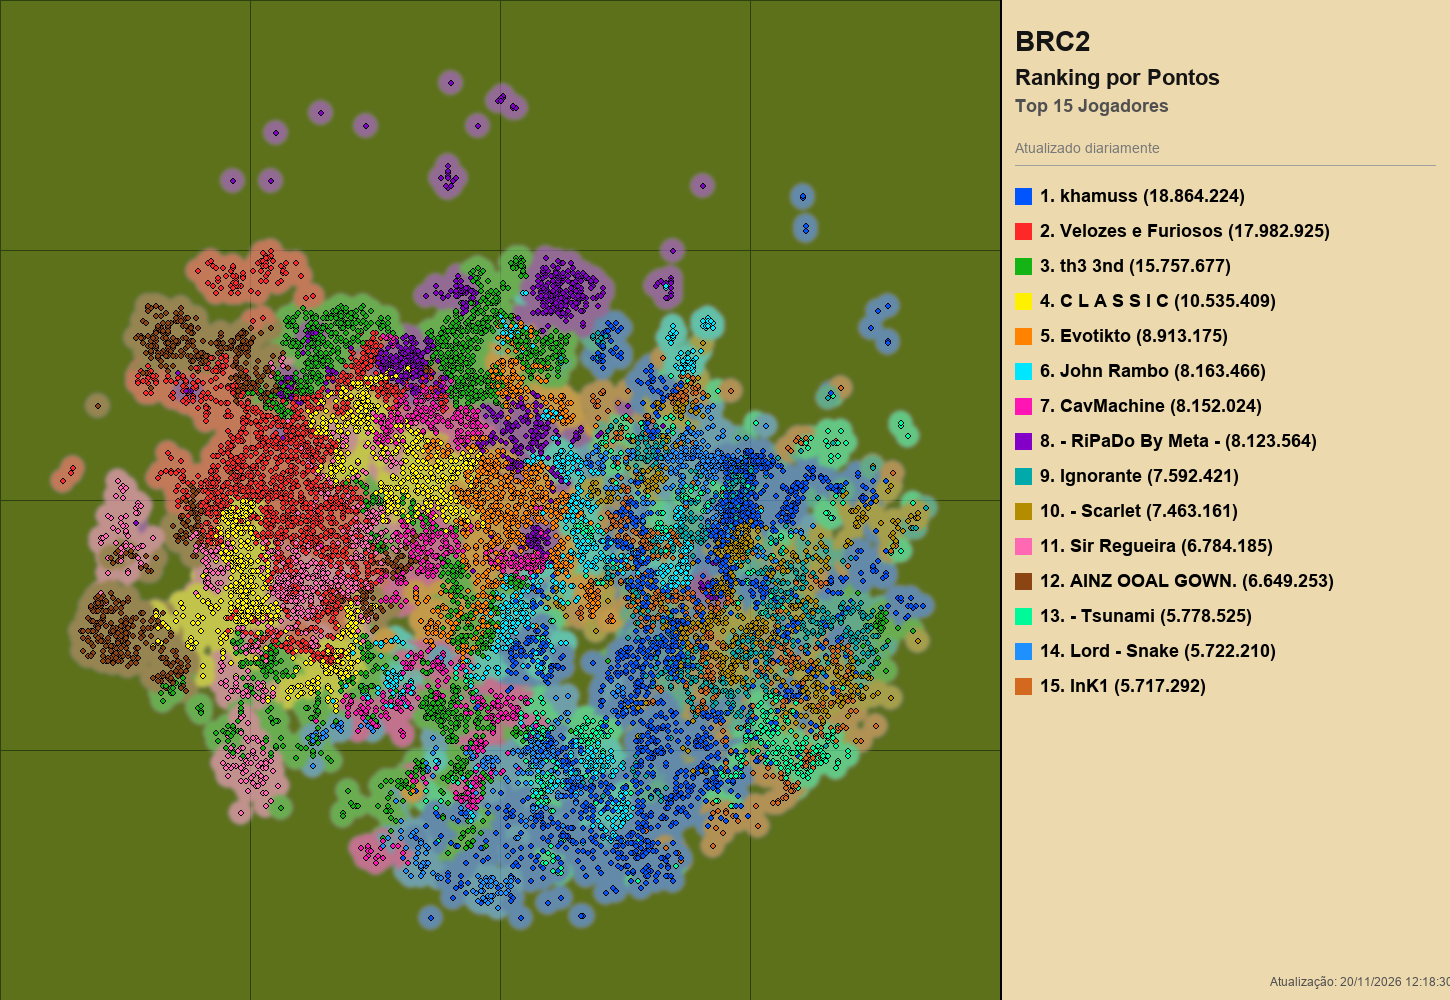 BRC2
Ranking por Pontos
Top 15 Jogadores
Atualizado diariamente
1. khamuss (18.864.224)
2. Velozes e Furiosos (17.982.925)
3. th3 3nd (15.757.677)
4. C L A S S I C (10.535.409)
5. Evotikto (8.913.175)
6. John Rambo (8.163.466)
7. CavMachine (8.152.024)
8. - RiPaDo By Meta - (8.123.564)
9. Ignorante (7.592.421)
10. - Scarlet (7.463.161)
11. Sir Regueira (6.784.185)
12. AINZ OOAL GOWN. (6.649.253)
13. - Tsunami (5.778.525)
14. Lord - Snake (5.722.210)
15. InK1 (5.717.292)
Atualização: 20/11/2026 12:18:30